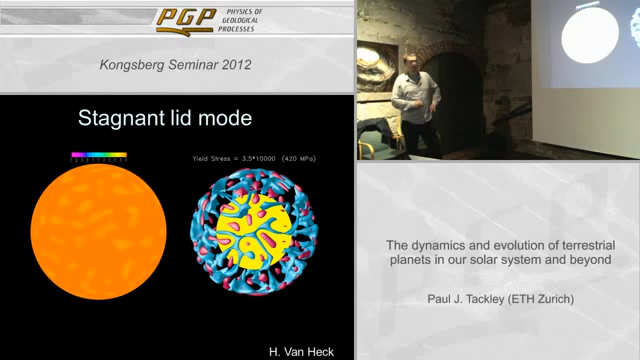 PGP
PHYSICS OF
GEOLOGICAL
PROCESSES
Kongsberg Seminar 2012
Stagnant lid mode
Yield Stress = 3.5*10000 (420 MPa)
H. Van Heck
The dynamics and evolution of terrestrial
planets in our solar system and beyond
Paul J. Tackley (ETH Zurich)